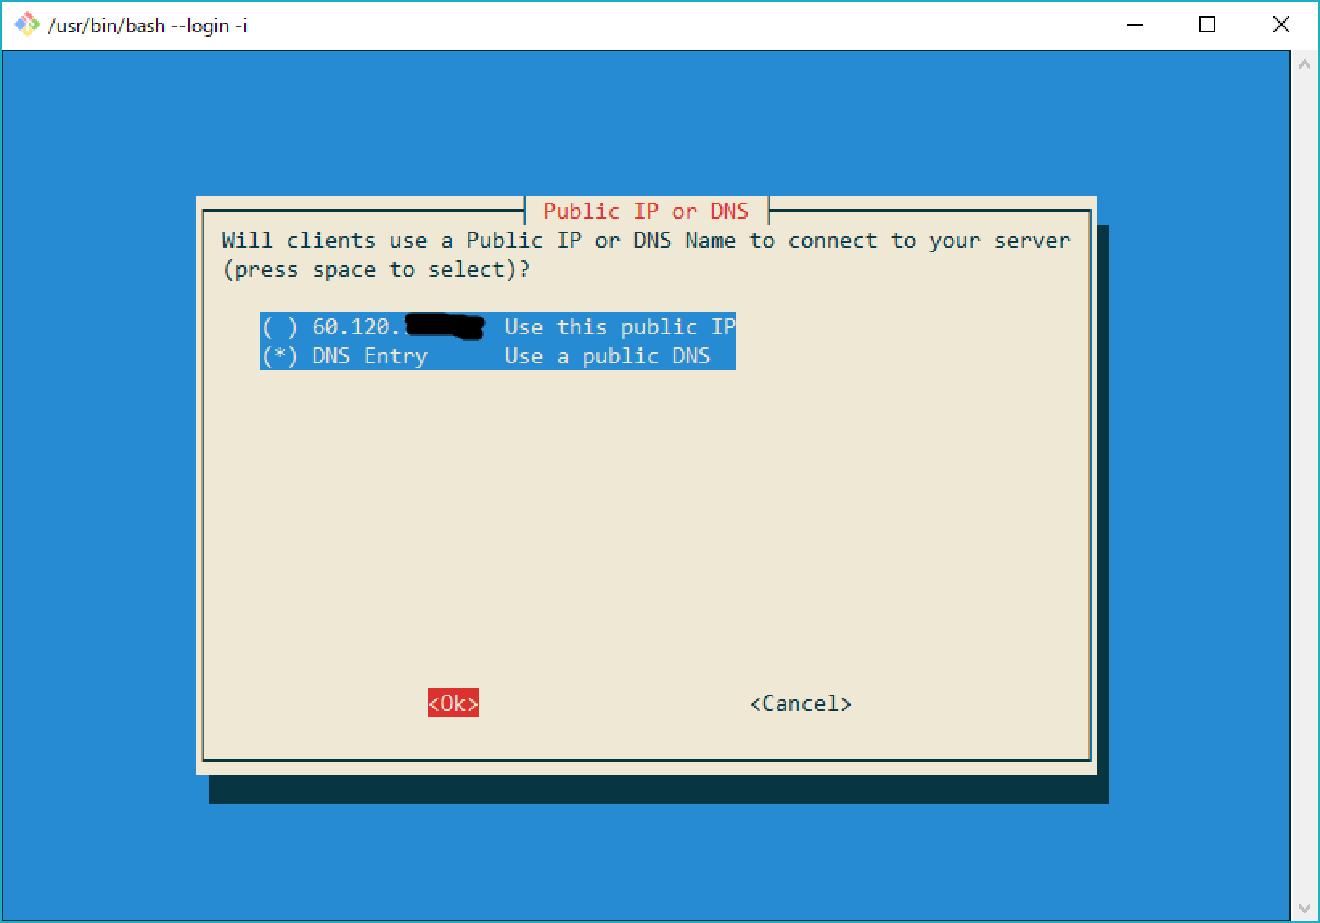 /usr/bin/bash --login -i
Public IP or DNS
Will clients use a Public IP or DNS Name to connect to your server
(press space to select)?
( ) 60.120. Use this public IP
(*) DNS Entry Use a public DNS
<Ok> <Cancel>